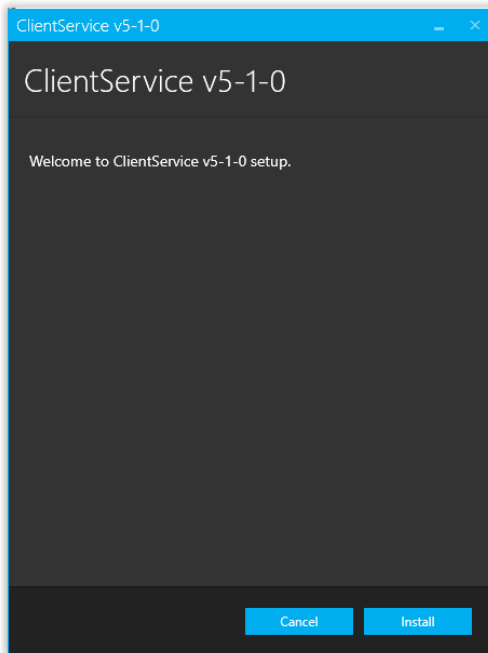 ClientService v5-1-0
ClientService v5-1-0
Welcome to ClientService v5-1-0 setup.
Cancel Install